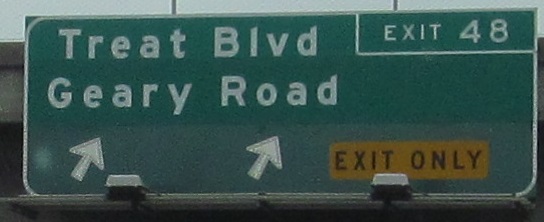 Treat Blvd
EXIT 48
Geary Road
EXIT ONLY